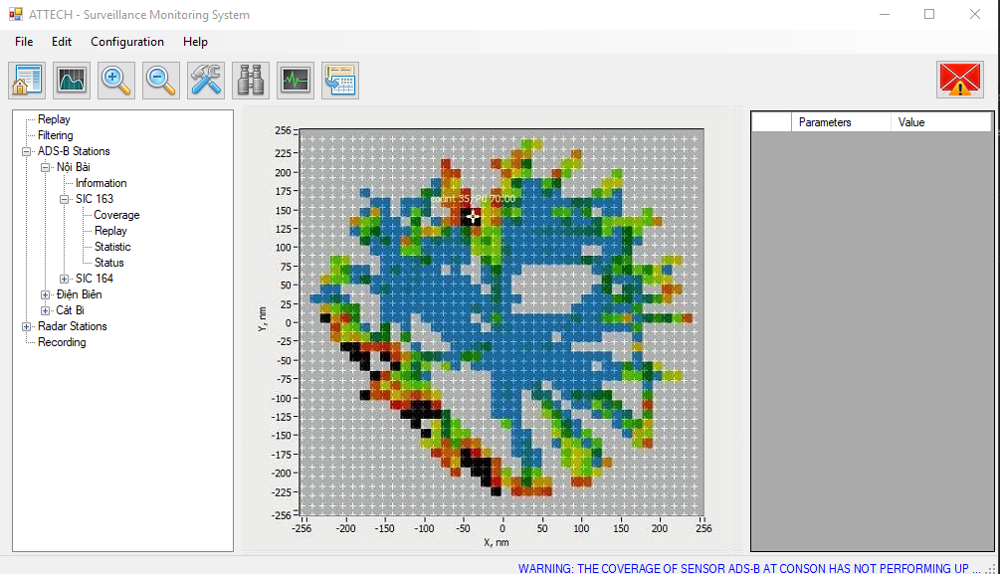 ATTECH - Surveillance Monitoring System
File Edit Configuration Help
Replay
Filtering
ADS-B Stations
Nội Bài
Information
SIC 163
Coverage
Replay
Statistic
Status
SIC 164
Điện Biên
Cát Bi
Radar Stations
Recording
256
225
200
175
150
125
100
75
50
25
0
-25
-50
-75
-100
-125
-150
-175
-200
-225
-256
Y, nm
count 35/Pd 70.00
-256 -200 -150 -100 -50 0 50 100 150 200 256
X, nm
Parameters Value
WARNING: THE COVERAGE OF SENSOR ADS-B AT CONSON HAS NOT PERFORMING UP ...